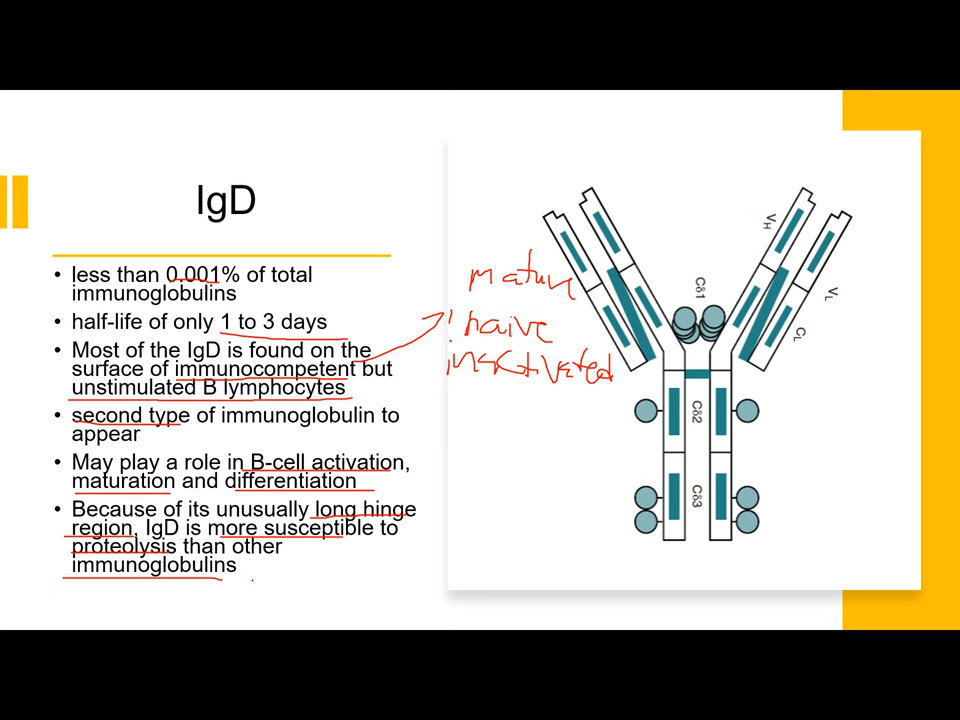 IgD
• less than 0.001% of total
immunoglobulins
• half-life of only 1 to 3 days
• Most of the IgD is found on the
surface of immunocompetent but
unstimulated B lymphocytes
• second type of immunoglobulin to
appear
• May play a role in B-cell activation,
maturation and differentiation
• Because of its unusually long hinge
region, IgD is more susceptible to
proteolysis than other
immunoglobulins
mature
naive
inactivated
VH
VL
Cδ1
CL
Cδ2
Cδ3